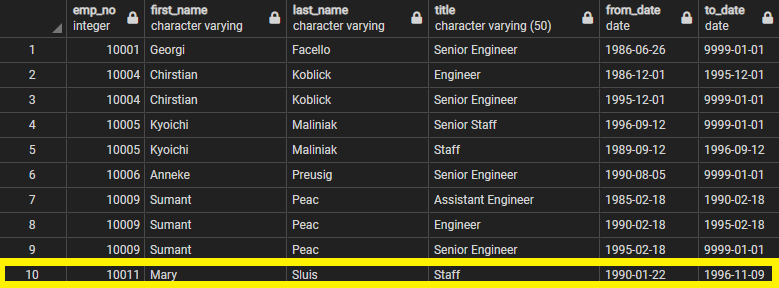 emp_no first_name last_name title from_date to_date
integer character varying character varying character varying (50) date date
1 10001 Georgi Facello Senior Engineer 1986-06-26 9999-01-01
2 10004 Chirstian Koblick Engineer 1986-12-01 1995-12-01
3 10004 Chirstian Koblick Senior Engineer 1995-12-01 9999-01-01
4 10005 Kyoichi Maliniak Senior Staff 1996-09-12 9999-01-01
5 10005 Kyoichi Maliniak Staff 1989-09-12 1996-09-12
6 10006 Anneke Preusig Senior Engineer 1990-08-05 9999-01-01
7 10009 Sumant Peac Assistant Engineer 1985-02-18 1990-02-18
8 10009 Sumant Peac Engineer 1990-02-18 1995-02-18
9 10009 Sumant Peac Senior Engineer 1995-02-18 9999-01-01
10 10011 Mary Sluis Staff 1990-01-22 1996-11-09